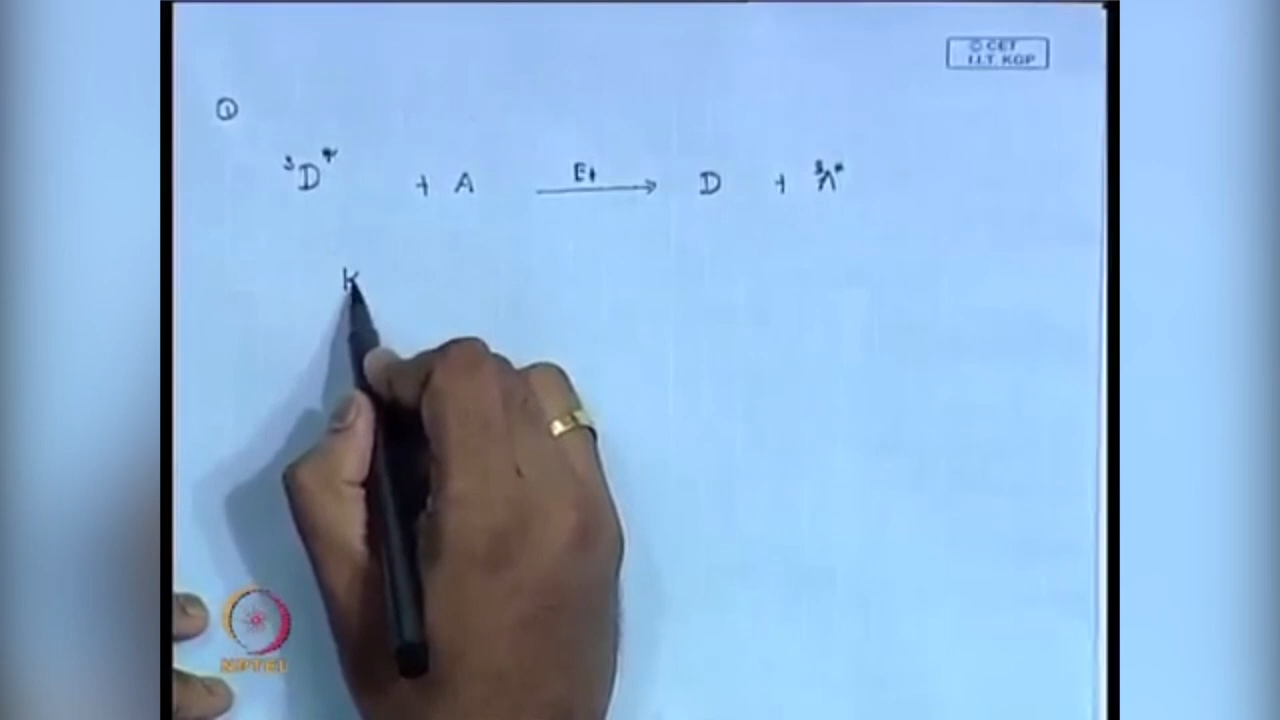 © CET
I.I.T. KGP
①
³D* + A —Et→ D + ³A*
K
NPTEL